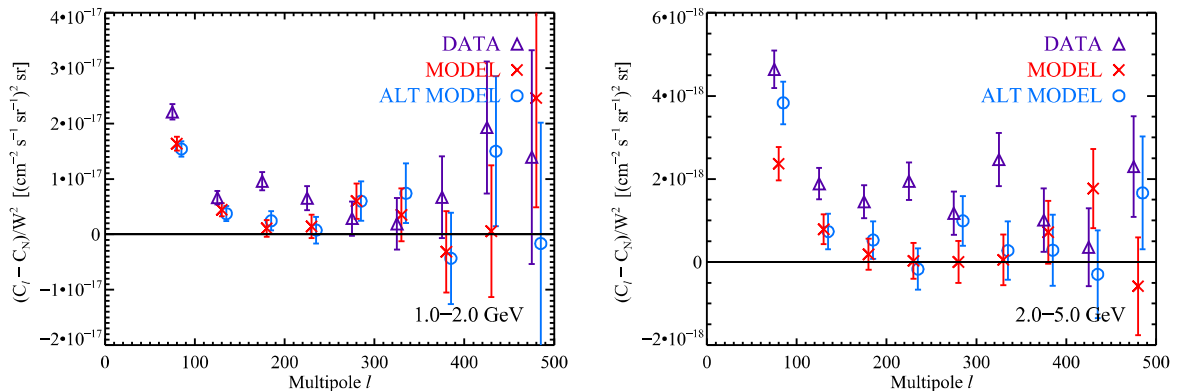 4•10⁻¹⁷
3•10⁻¹⁷
2•10⁻¹⁷
1•10⁻¹⁷
0
−1•10⁻¹⁷
−2•10⁻¹⁷
(C_l − C_N)/W² [(cm⁻² s⁻¹ sr⁻¹)² sr]
DATA
MODEL
ALT MODEL
1.0−2.0 GeV
0 100 200 300 400 500
Multipole l
6•10⁻¹⁸
4•10⁻¹⁸
2•10⁻¹⁸
0
−2•10⁻¹⁸
(C_l − C_N)/W² [(cm⁻² s⁻¹ sr⁻¹)² sr]
DATA
MODEL
ALT MODEL
2.0−5.0 GeV
0 100 200 300 400 500
Multipole l